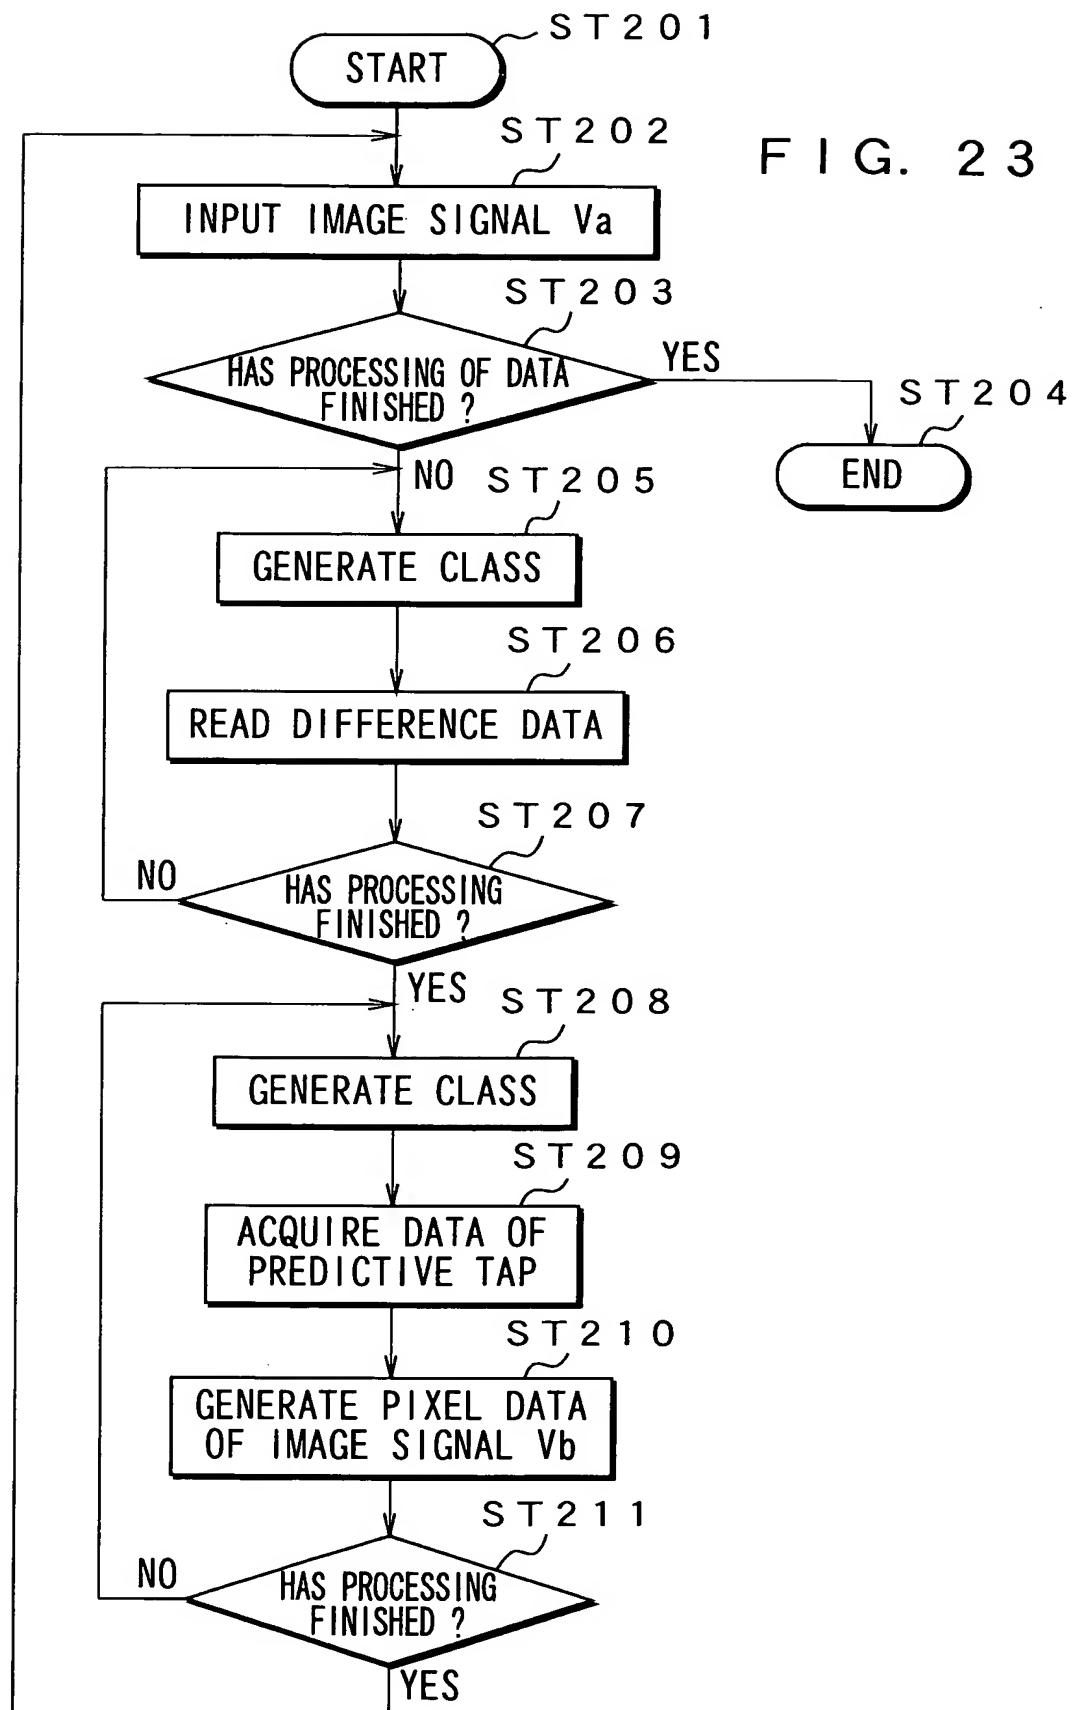 ST201
START
FIG. 23
ST202
INPUT IMAGE SIGNAL Va
ST203
HAS PROCESSING OF DATA
FINISHED ?
YES
ST204
END
NO
ST205
GENERATE CLASS
ST206
READ DIFFERENCE DATA
ST207
NO
HAS PROCESSING
FINISHED ?
YES
ST208
GENERATE CLASS
ST209
ACQUIRE DATA OF
PREDICTIVE TAP
ST210
GENERATE PIXEL DATA
OF IMAGE SIGNAL Vb
ST211
NO
HAS PROCESSING
FINISHED ?
YES